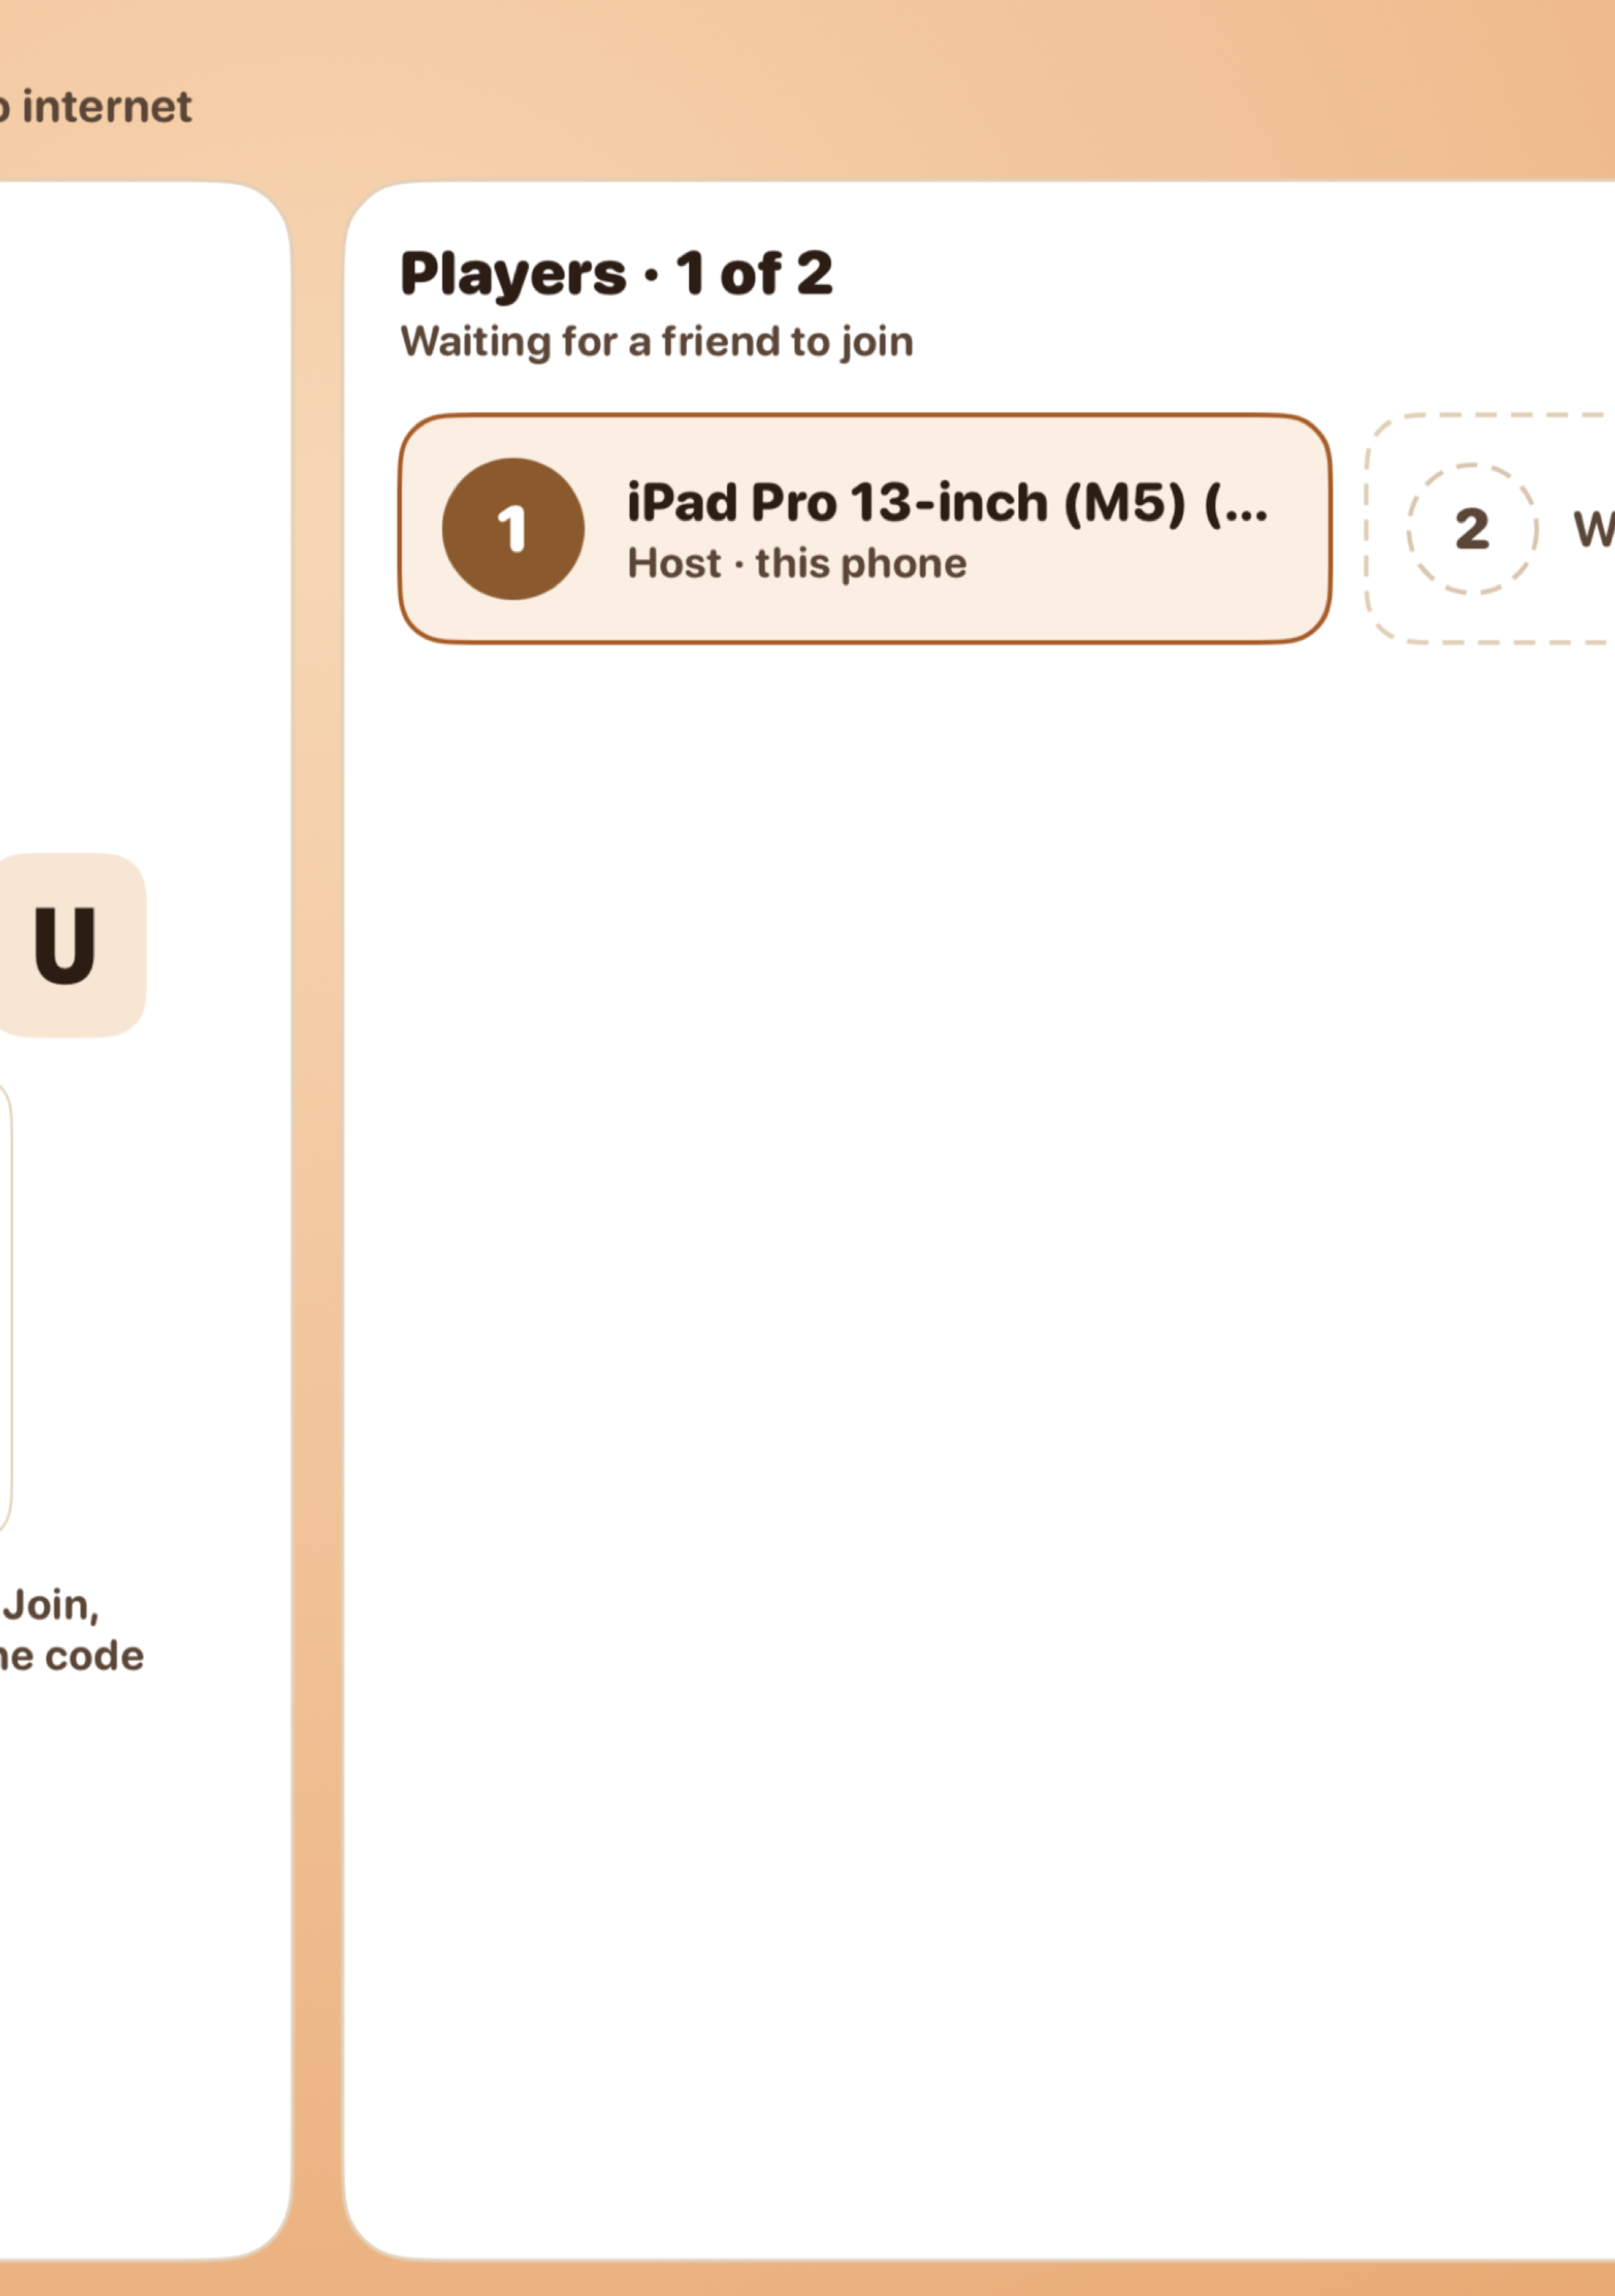 internet
Players · 1 of 2
Waiting for a friend to join
1
iPad Pro 13-inch (M5) (...
Host · this phone
2
U
Join,
code